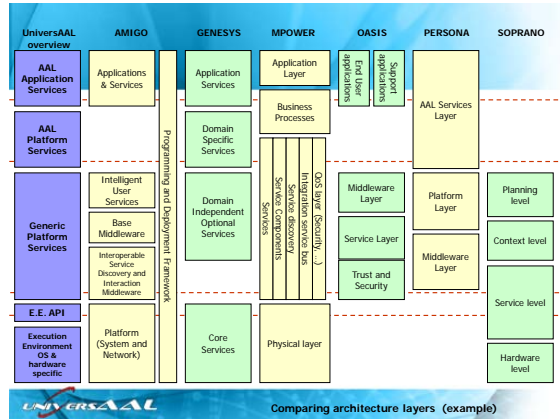 UniversAAL
overview
AMIGO
GENESYS
MPOWER
OASIS
PERSONA
SOPRANO
AAL
Application
Services
AAL
Platform
Services
Generic
Platform
Services
E.E. API
Execution
Environment
OS &
hardware
specific
Applications
& Services
Intelligent
User
Services
Base
Middleware
Interoperable
Service
Discovery and
Interaction
Middleware
Platform
(System and
Network)
Programming and Deployment Framework
Application
Services
Domain
Specific
Services
Domain
Independent
Optional
Services
Core
Services
Application
Layer
Business
Processes
Services
Service Components
Service discovery
Integration service bus
QoS layer (Security, ...)
Physical layer
End User
applications
Support
applications
Middleware
Layer
Service Layer
Trust and
Security
AAL Services
Layer
Platform
Layer
Middleware
Layer
Planning
level
Context level
Service level
Hardware
level
UNIVERSAAL
Comparing architecture layers (example)